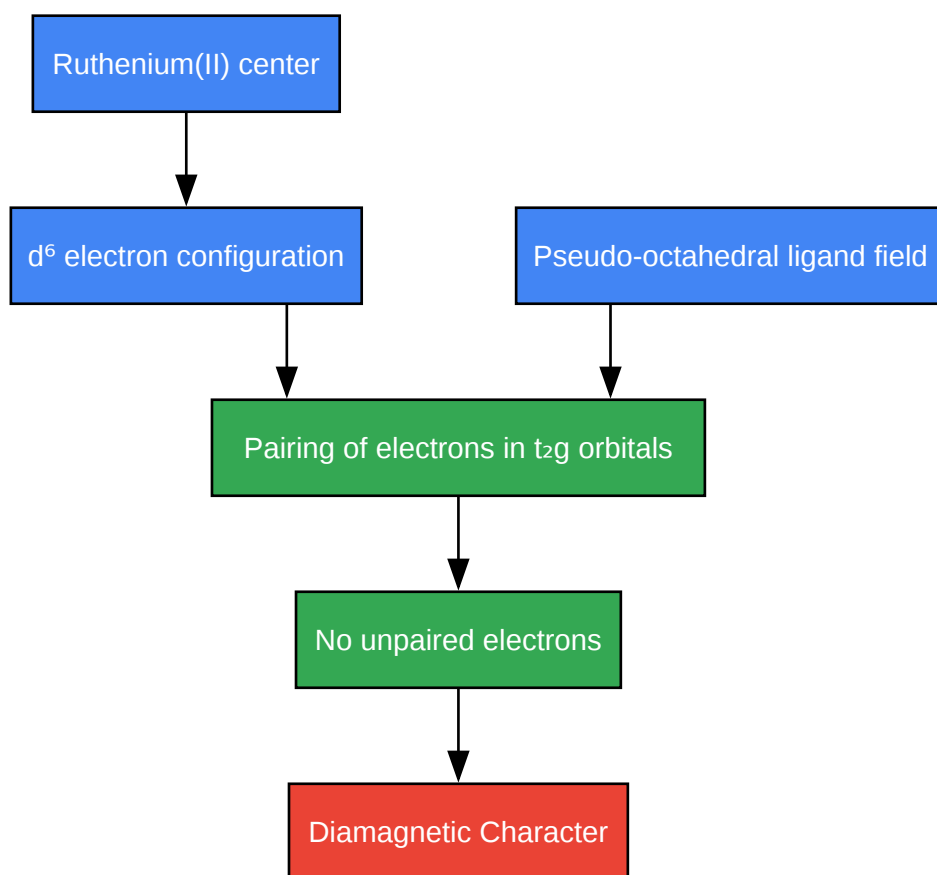 Ruthenium(II) center
d⁶ electron configuration
Pseudo-octahedral ligand field
Pairing of electrons in t₂g orbitals
No unpaired electrons
Diamagnetic Character